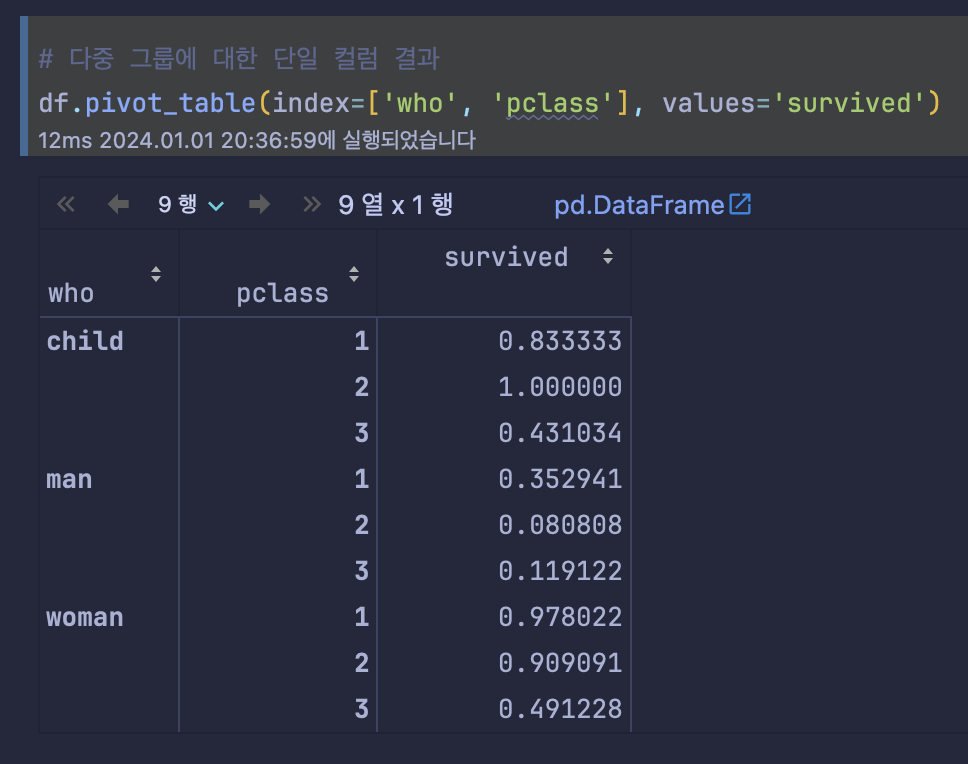 # 다중 그룹에 대한 단일 컬럼 결과
df.pivot_table(index=['who', 'pclass'], values='survived')
12ms 2024.01.01 20:36:59에 실행되었습니다
9 행 9 열 x 1 행 pd.DataFrame
survived
who pclass
child 1 0.833333
2 1.000000
3 0.431034
man 1 0.352941
2 0.080808
3 0.119122
woman 1 0.978022
2 0.909091
3 0.491228